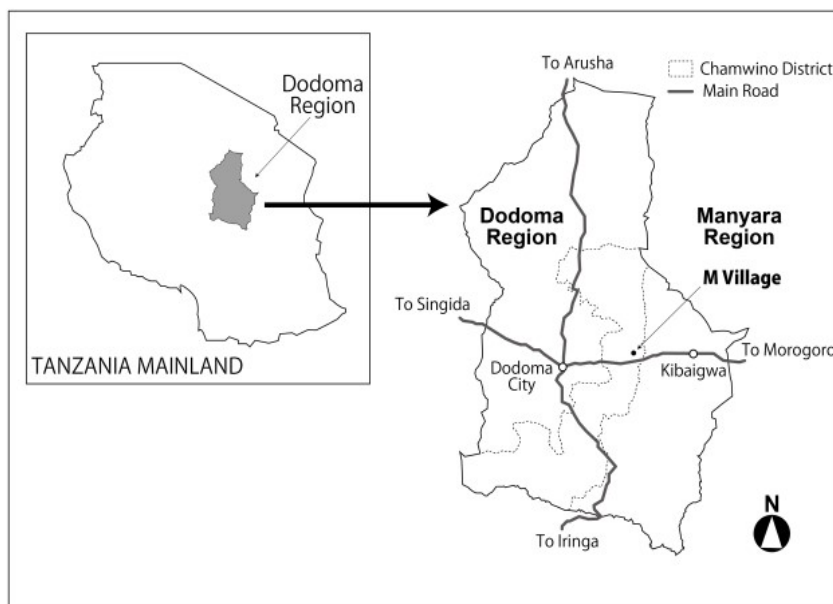 Dodoma
Region
TANZANIA MAINLAND
To Arusha
Chamwino District
Main Road
Dodoma
Region
Manyara
Region
M Village
To Singida
To Morogoro
Dodoma
City
Kibaigwa
To Iringa
N